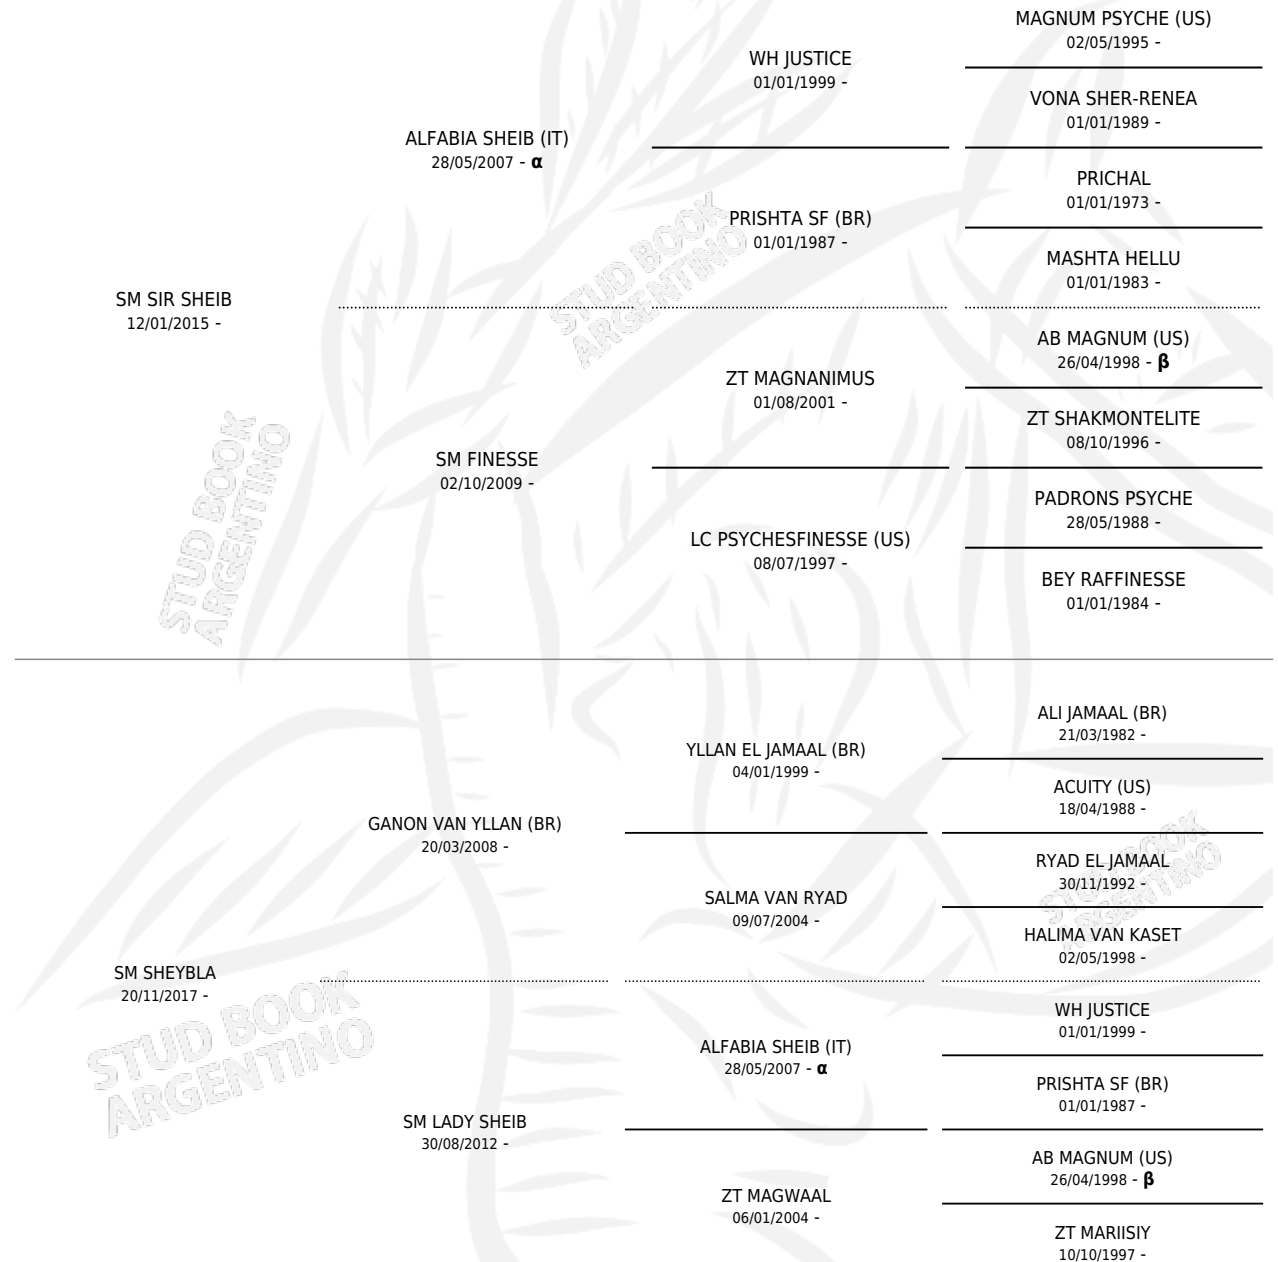 MAGNUM PSYCHE (US)
02/05/1995 -
WH JUSTICE
01/01/1999 -
VONA SHER-RENEA
01/01/1989 -
ALFABIA SHEIB (IT)
28/05/2007 - α
PRICHAL
01/01/1973 -
PRISHTA SF (BR)
01/01/1987 -
MASHTA HELLU
01/01/1983 -
SM SIR SHEIB
12/01/2015 -
AB MAGNUM (US)
26/04/1998 - β
ZT MAGNANIMUS
01/08/2001 -
ZT SHAKMONTELITE
08/10/1996 -
SM FINESSE
02/10/2009 -
PADRONS PSYCHE
28/05/1988 -
LC PSYCHESFINESSE (US)
08/07/1997 -
BEY RAFFINESSE
01/01/1984 -
STUD BOOK
ARGENTINO
STUD BOOK
ARGENTINO
ALI JAMAAL (BR)
21/03/1982 -
YLLAN EL JAMAAL (BR)
04/01/1999 -
ACUITY (US)
18/04/1988 -
GANON VAN YLLAN (BR)
20/03/2008 -
RYAD EL JAMAAL
30/11/1992 -
SALMA VAN RYAD
09/07/2004 -
HALIMA VAN KASET
02/05/1998 -
SM SHEYBLA
20/11/2017 -
WH JUSTICE
01/01/1999 -
ALFABIA SHEIB (IT)
28/05/2007 - α
PRISHTA SF (BR)
01/01/1987 -
SM LADY SHEIB
30/08/2012 -
AB MAGNUM (US)
26/04/1998 - β
ZT MAGWAAL
06/01/2004 -
ZT MARIISIY
10/10/1997 -
STUD BOOK
ARGENTINO
STUD BOOK
ARGENTINO